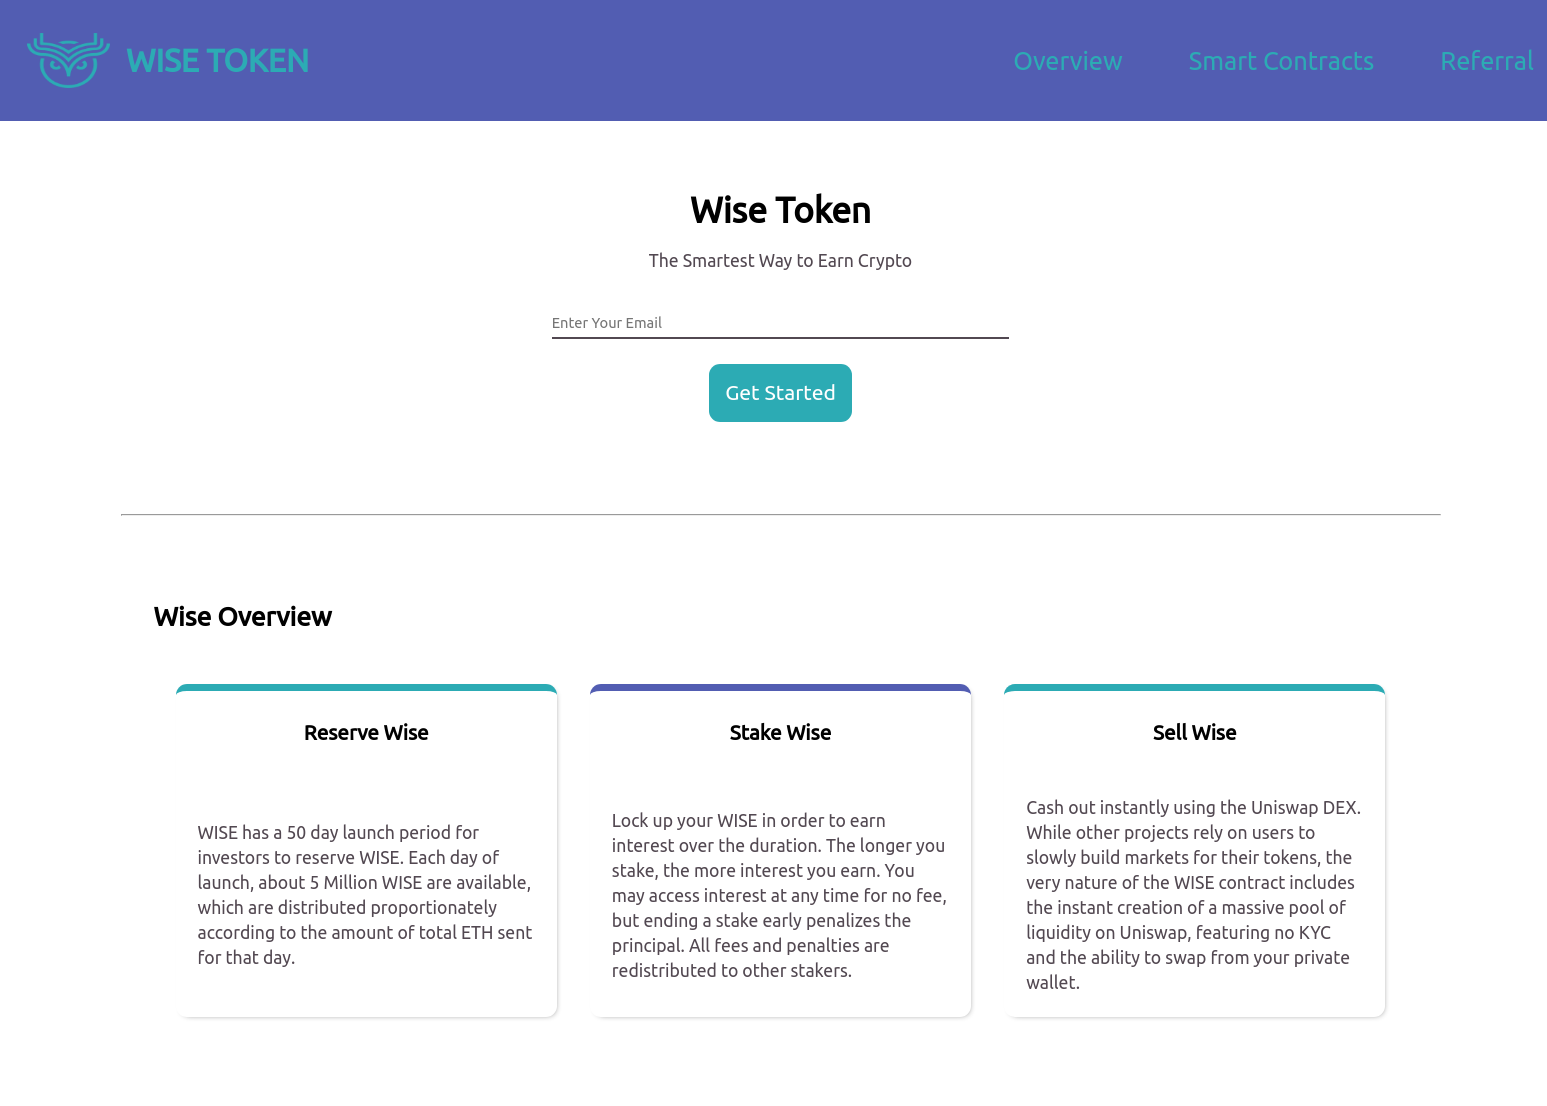 WISE TOKEN
Overview
Smart Contracts
Referral
Wise Token
The Smartest Way to Earn Crypto
Enter Your Email
Get Started
Wise Overview
Reserve Wise
WISE has a 50 day launch period for
investors to reserve WISE. Each day of
launch, about 5 Million WISE are available,
which are distributed proportionately
according to the amount of total ETH sent
for that day.
Stake Wise
Lock up your WISE in order to earn
interest over the duration. The longer you
stake, the more interest you earn. You
may access interest at any time for no fee,
but ending a stake early penalizes the
principal. All fees and penalties are
redistributed to other stakers.
Sell Wise
Cash out instantly using the Uniswap DEX.
While other projects rely on users to
slowly build markets for their tokens, the
very nature of the WISE contract includes
the instant creation of a massive pool of
liquidity on Uniswap, featuring no KYC
and the ability to swap from your private
wallet.